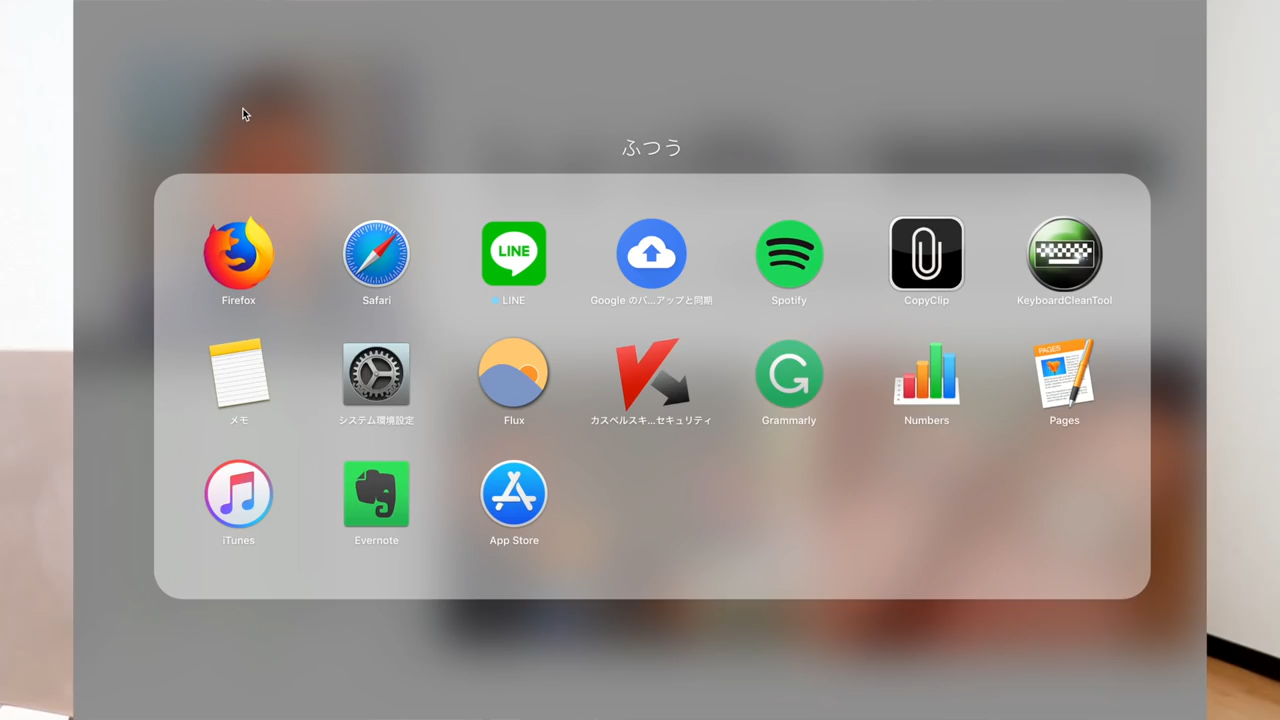 ふつう
Firefox
Safari
LINE
LINE
Google のバ...アップと同期
Spotify
CopyClip
KeyboardCleanTool
メモ
システム環境設定
Flux
カスペルスキ...セキュリティ
Grammarly
Numbers
PAGES
Pages
iTunes
Evernote
App Store